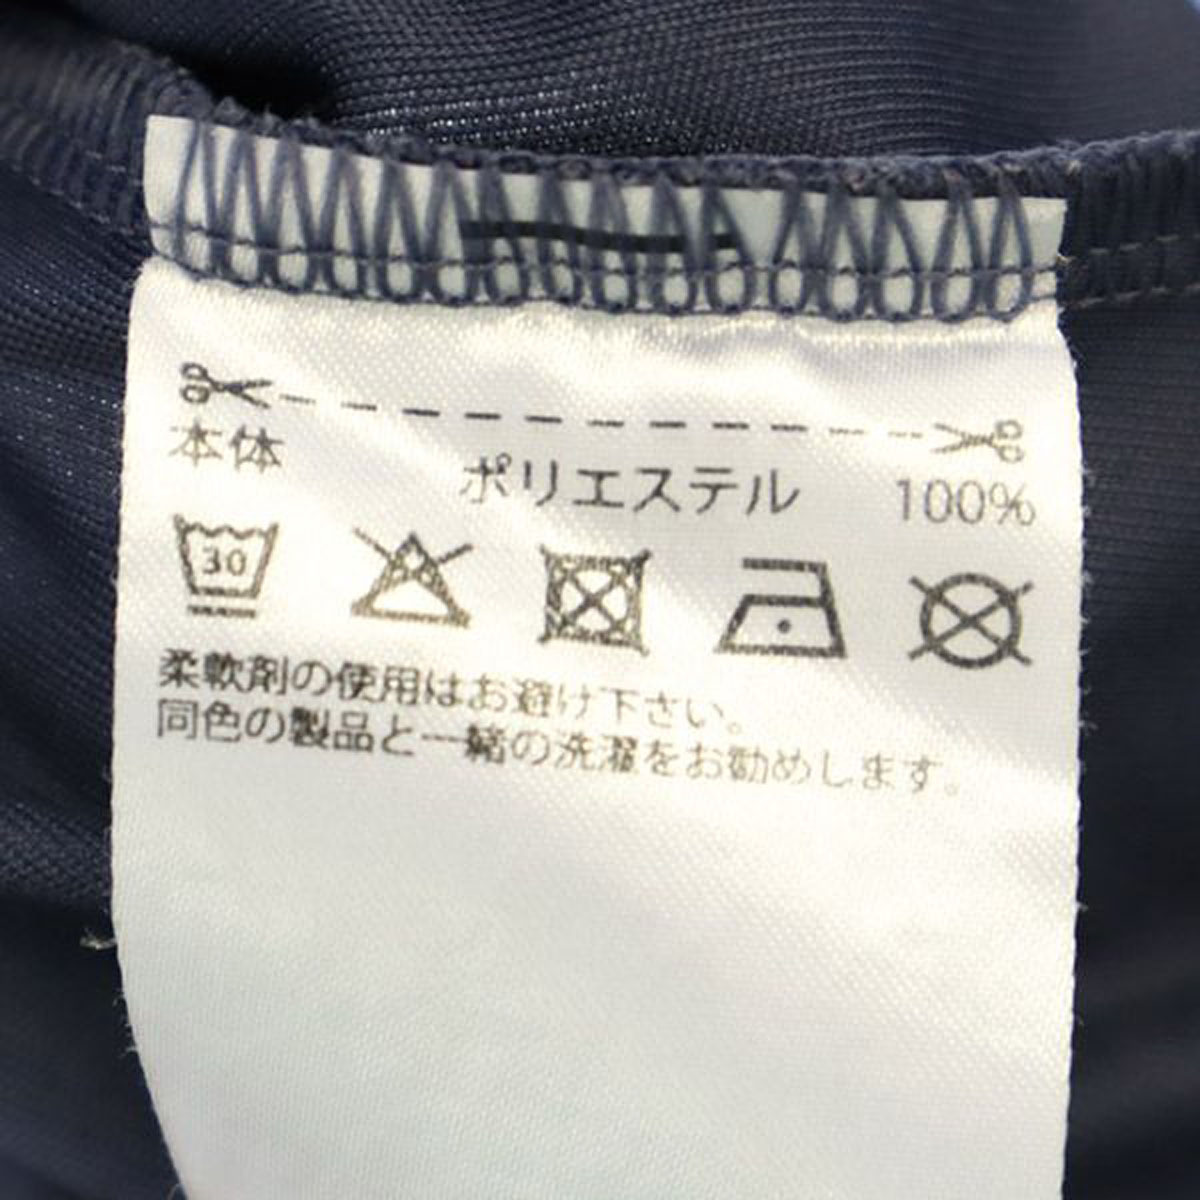 本体 ポリエステル 100%
30
柔軟剤の使用はお避け下さい。
同色の製品と一緒の洗濯をお勧めします。